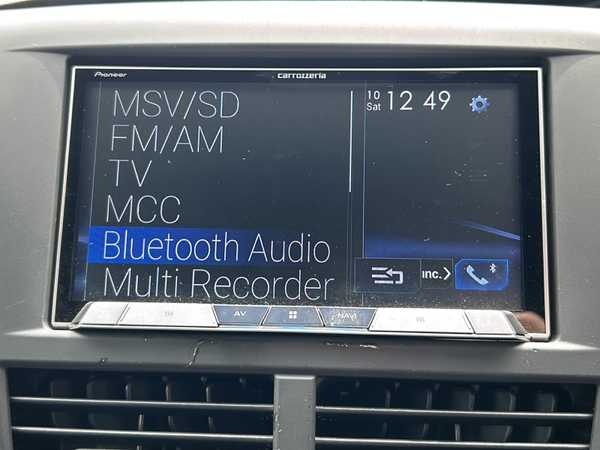 Pioneer
carrozzeria
MSV/SD
FM/AM
TV
MCC
Bluetooth Audio
Multi Recorder
10
Sat
12 49
inc.
AV
NAVI